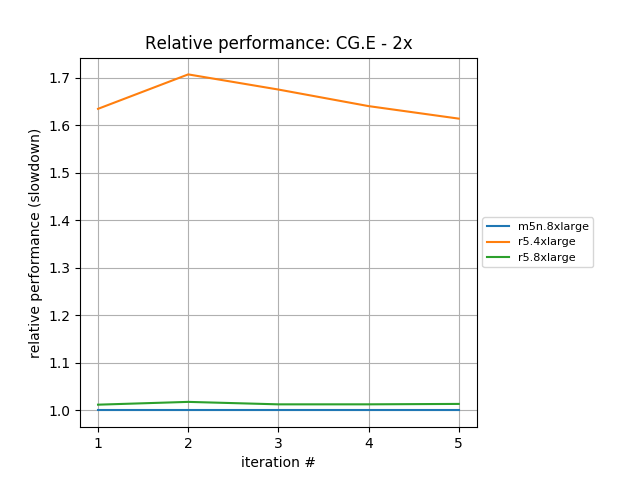 Relative performance: CG.E - 2x
relative performance (slowdown)
1.7
1.6
1.5
1.4
1.3
1.2
1.1
1.0
1 2 3 4 5
iteration #
m5n.8xlarge
r5.4xlarge
r5.8xlarge